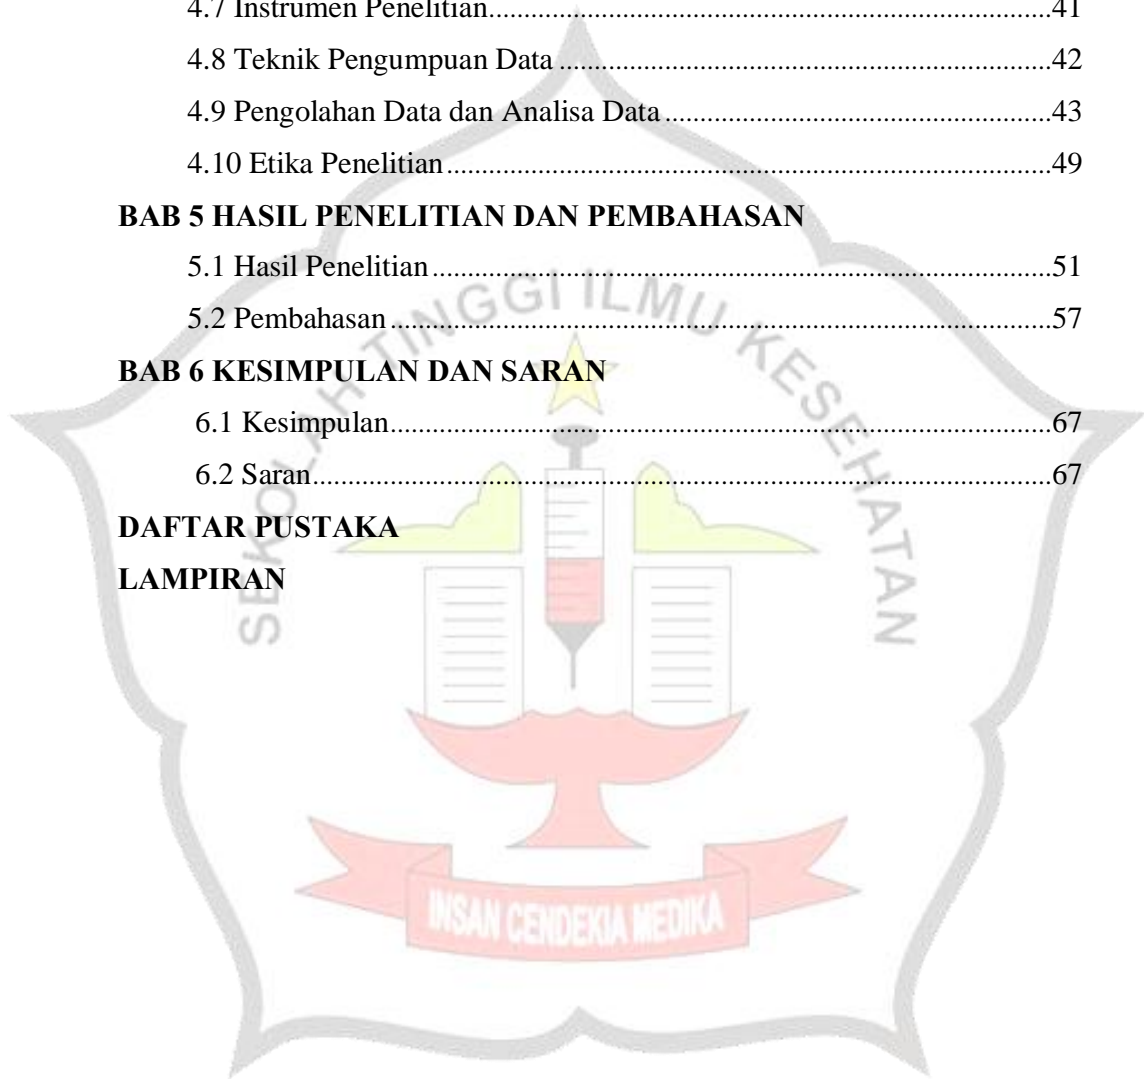 4.7 Instrumen Penelitian........................................................................41
4.8 Teknik Pengumpuan Data ..............................................................42
4.9 Pengolahan Data dan Analisa Data .................................................43
4.10 Etika Penelitian.............................................................................49
BAB 5 HASIL PENELITIAN DAN PEMBAHASAN
5.1 Hasil Penelitian ..............................................................................51
5.2 Pembahasan ...................................................................................57
BAB 6 KESIMPULAN DAN SARAN
6.1 Kesimpulan....................................................................................67
6.2 Saran..............................................................................................67
DAFTAR PUSTAKA
LAMPIRAN
SEKOLAH TINGGI ILMU KESEHATAN
INSAN CENDEKIA MEDIKA